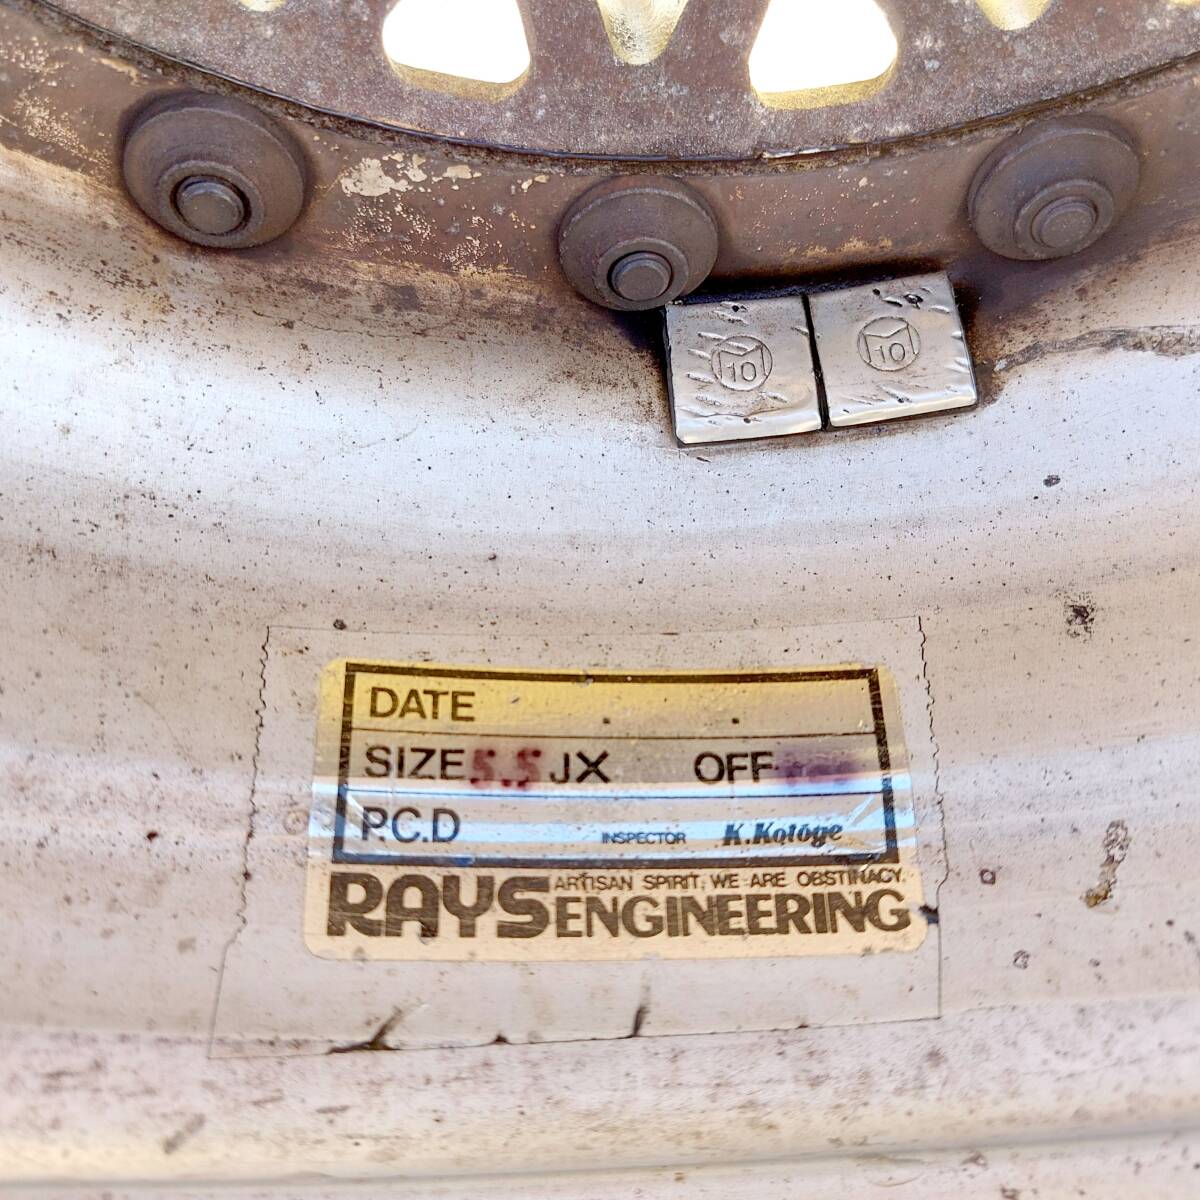 10 10
DATE
SIZE 5.5 JX OFF
P.C.D INSPECTOR K.Kotoge
RAYS ARTISAN SPIRIT, WE ARE OBSTINACY.
ENGINEERING